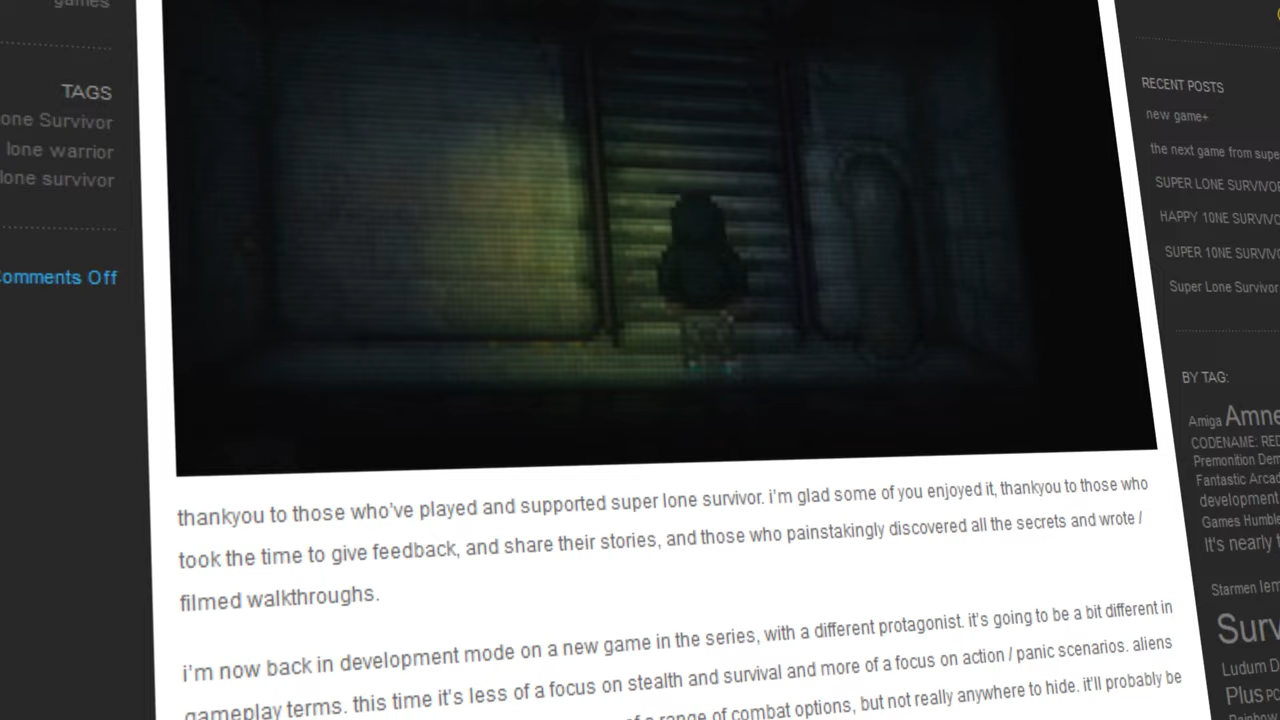 games
TAGS
one Survivor
lone warrior
lone survivor
Comments Off
thankyou to those who've played and supported super lone survivor. i'm glad some of you enjoyed it, thankyou to those who
took the time to give feedback, and share their stories, and those who painstakingly discovered all the secrets and wrote /
filmed walkthroughs.
i'm now back in development mode on a new game in the series, with a different protagonist. it's going to be a bit different in
gameplay terms. this time it's less of a focus on stealth and survival and more of a focus on action / panic scenarios. aliens
of a range of combat options, but not really anywhere to hide. it'll probably be
RECENT POSTS
new game+
the next game from supe
SUPER LONE SURVIVOR
HAPPY 10NE SURVIVO
SUPER 10NE SURVIVO
Super Lone Survivor
BY TAG:
Amiga Amne
CODENAME: RED
Premonition Dem
Fantastic Arcad
development
Games Humble
It's nearly t
Starmen lem
Surv
Ludum D
Plus PC
Rainbow